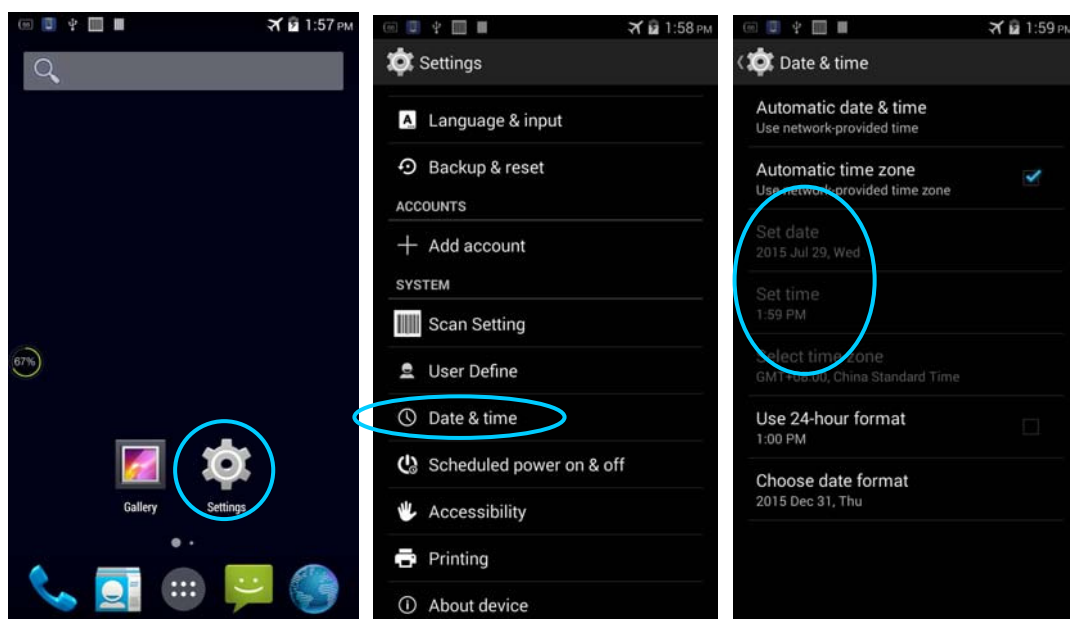 1:57 PM
67%
Gallery
Settings
1:58 PM
Settings
Language & input
Backup & reset
ACCOUNTS
Add account
SYSTEM
Scan Setting
User Define
Date & time
Scheduled power on & off
Accessibility
Printing
About device
1:59 PM
Date & time
Automatic date & time
Use network-provided time
Automatic time zone
Use network-provided time zone
Set date
2015 Jul 29, Wed
Set time
1:59 PM
Select time zone
GMT+08:00, China Standard Time
Use 24-hour format
1:00 PM
Choose date format
2015 Dec 31, Thu